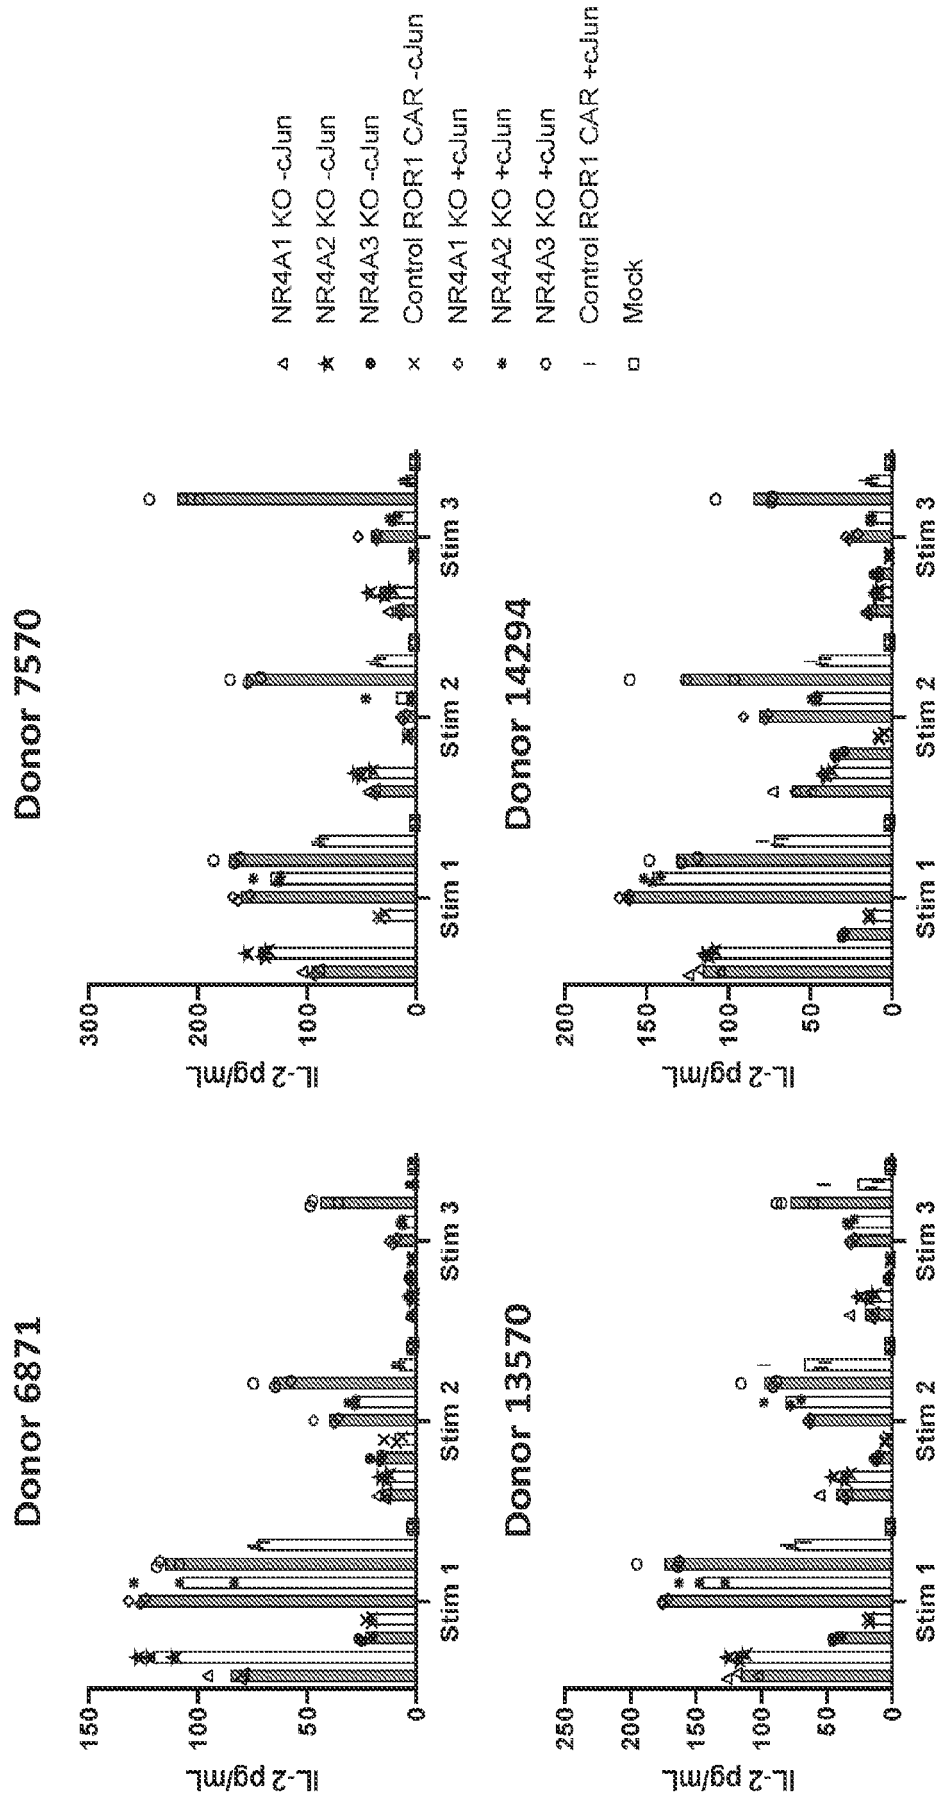 Donor 6871
IL-2 pg/mL
150
100
50
0
Stim 1
Stim 2
Stim 3
Donor 7570
IL-2 pg/mL
300
200
100
0
Stim 1
Stim 2
Stim 3
Donor 13570
IL-2 pg/mL
250
200
150
100
50
0
Stim 1
Stim 2
Stim 3
Donor 14294
IL-2 pg/mL
200
150
100
50
0
Stim 1
Stim 2
Stim 3
NR4A1 KO -cJun
NR4A2 KO -cJun
NR4A3 KO -cJun
Control ROR1 CAR -cJun
NR4A1 KO +cJun
NR4A2 KO +cJun
NR4A3 KO +cJun
Control ROR1 CAR +cJun
Mock